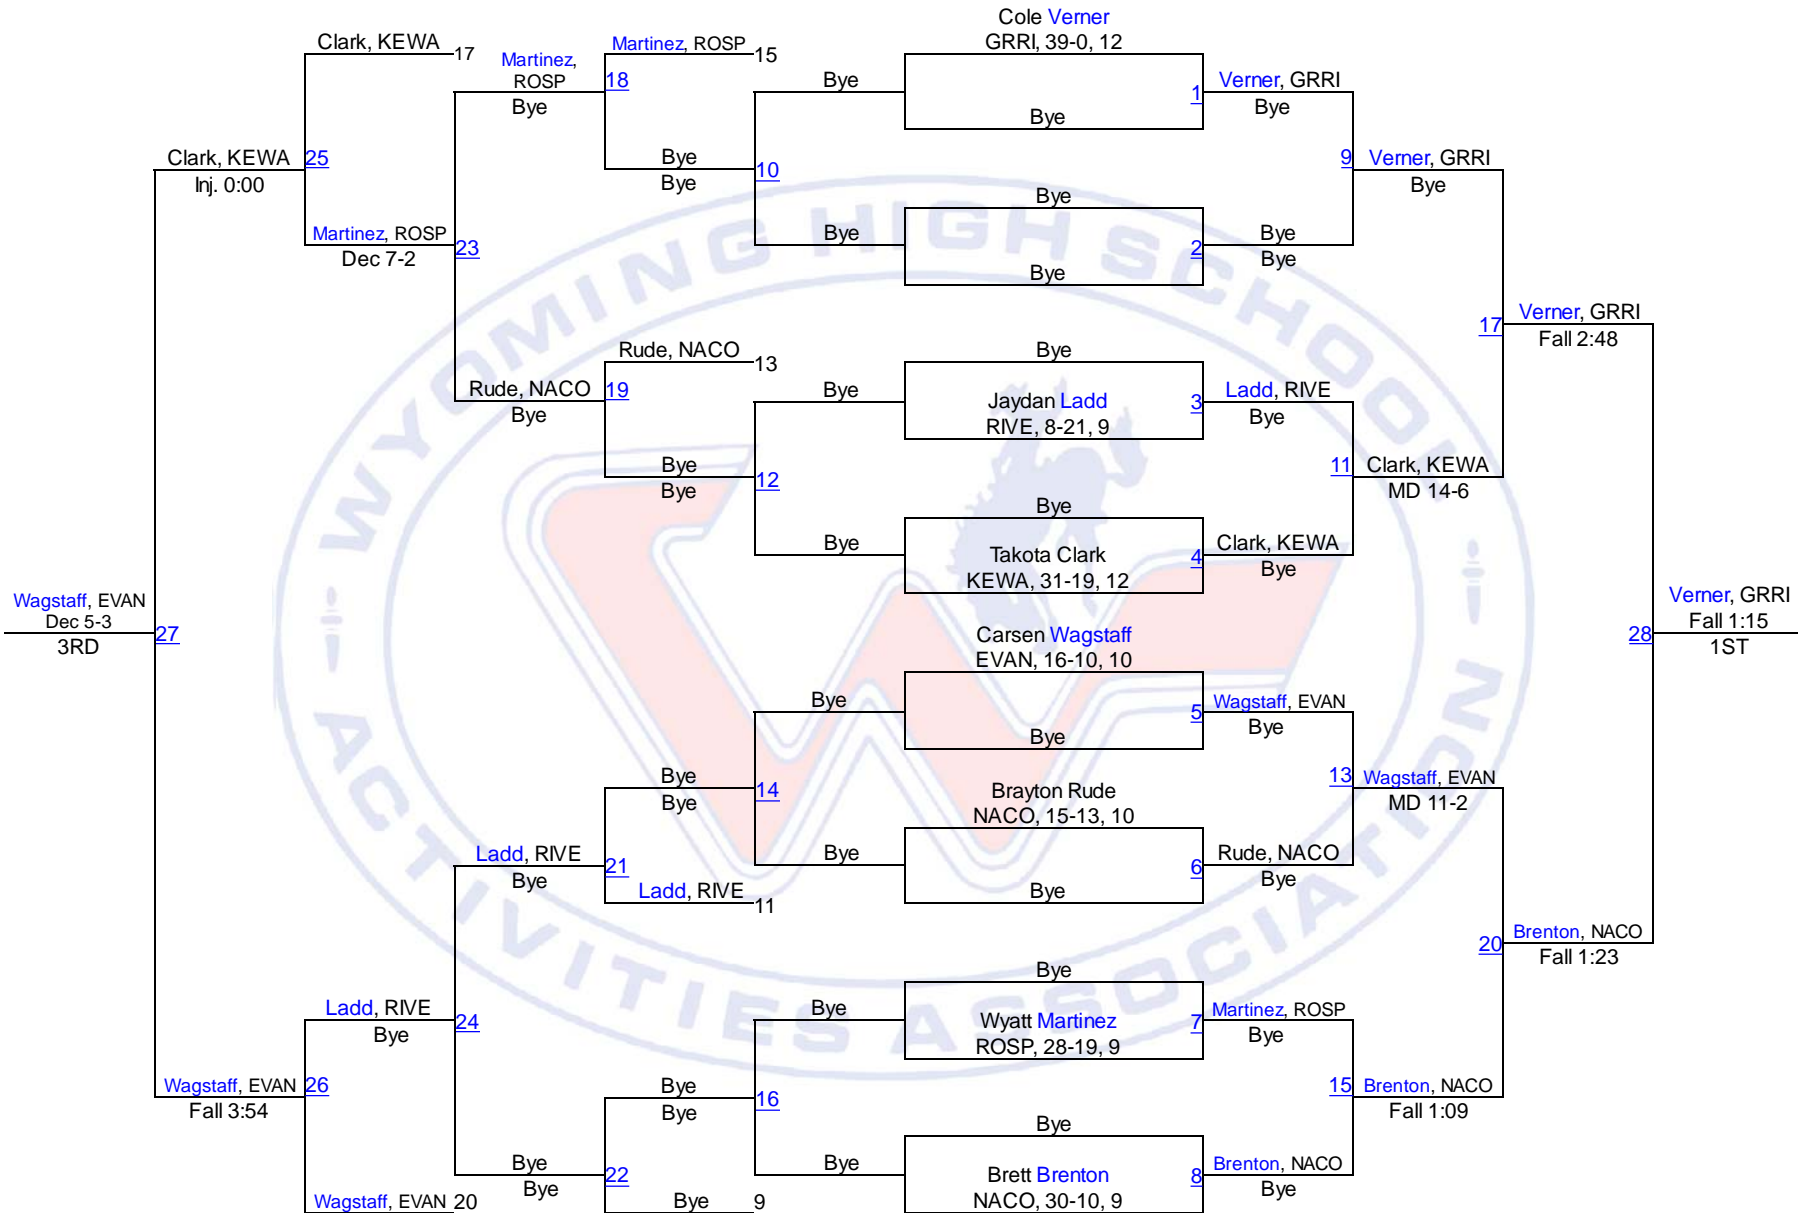 Clark, KEWA
17
25
Clark, KEWA
Inj. 0:00
Martinez, ROSP
Dec 7-2
23
Martinez,
ROSP
Bye
18
Martinez, ROSP
15
Bye
Bye
10
Rude, NACO
Bye
19
Rude, NACO
13
Bye
Bye
12
Wagstaff, EVAN
Dec 5-3
3RD
27
Ladd, RIVE
Bye
24
Ladd, RIVE
Bye
21
Bye
Bye
14
Ladd, RIVE
11
Wagstaff, EVAN
Fall 3:54
26
Wagstaff, EVAN
20
Bye
Bye
22
Bye
Bye
16
Bye
9
Bye
Cole Verner
GRRI, 39-0, 12
1
Bye
Verner, GRRI
Bye
Bye
Bye
2
Bye
Bye
Bye
9
Verner, GRRI
Bye
Bye
Bye
Jaydan Ladd
RIVE, 8-21, 9
3
Ladd, RIVE
Bye
Bye
Bye
Takota Clark
KEWA, 31-19, 12
4
Clark, KEWA
Bye
11
Clark, KEWA
MD 14-6
17
Verner, GRRI
Fall 2:48
Bye
Carsen Wagstaff
EVAN, 16-10, 10
5
Bye
Wagstaff, EVAN
Bye
Bye
Brayton Rude
NACO, 15-13, 10
6
Bye
Rude, NACO
Bye
13
Wagstaff, EVAN
MD 11-2
Bye
Bye
Wyatt Martinez
ROSP, 28-19, 9
7
Martinez, ROSP
Bye
Bye
Bye
Brett Brenton
NACO, 30-10, 9
8
Brenton, NACO
Bye
15
Brenton, NACO
Fall 1:09
20
Brenton, NACO
Fall 1:23
28
Verner, GRRI
Fall 1:15
1ST
WYOMING HIGH SCHOOL
ACTIVITIES ASSOCIATION